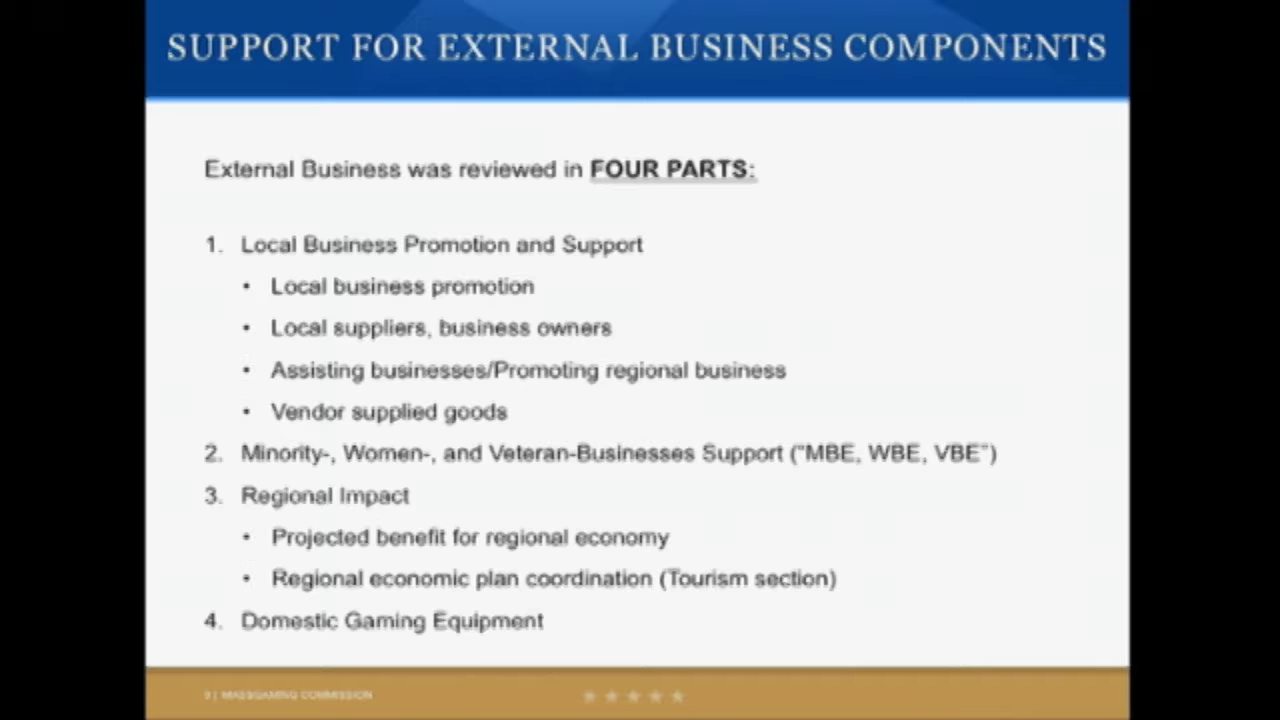 SUPPORT FOR EXTERNAL BUSINESS COMPONENTS
External Business was reviewed in FOUR PARTS:
1. Local Business Promotion and Support
• Local business promotion
• Local suppliers, business owners
• Assisting businesses/Promoting regional business
• Vendor supplied goods
2. Minority-, Women-, and Veteran-Businesses Support ("MBE, WBE, VBE")
3. Regional Impact
• Projected benefit for regional economy
• Regional economic plan coordination (Tourism section)
4. Domestic Gaming Equipment
| MASSGAMING COMMISSION